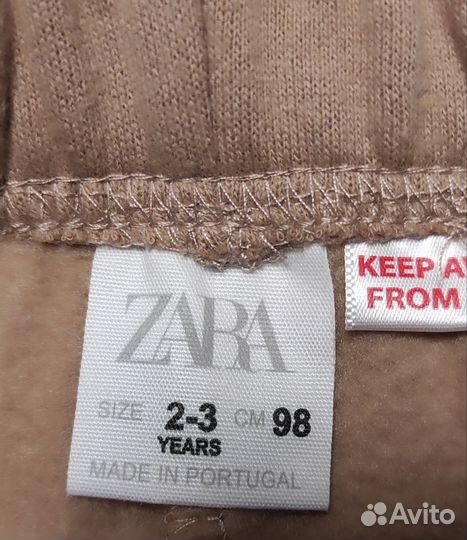 ZARA
SIZE 2-3 CM 98
YEARS
MADE IN PORTUGAL
KEEP
FROM
Avito